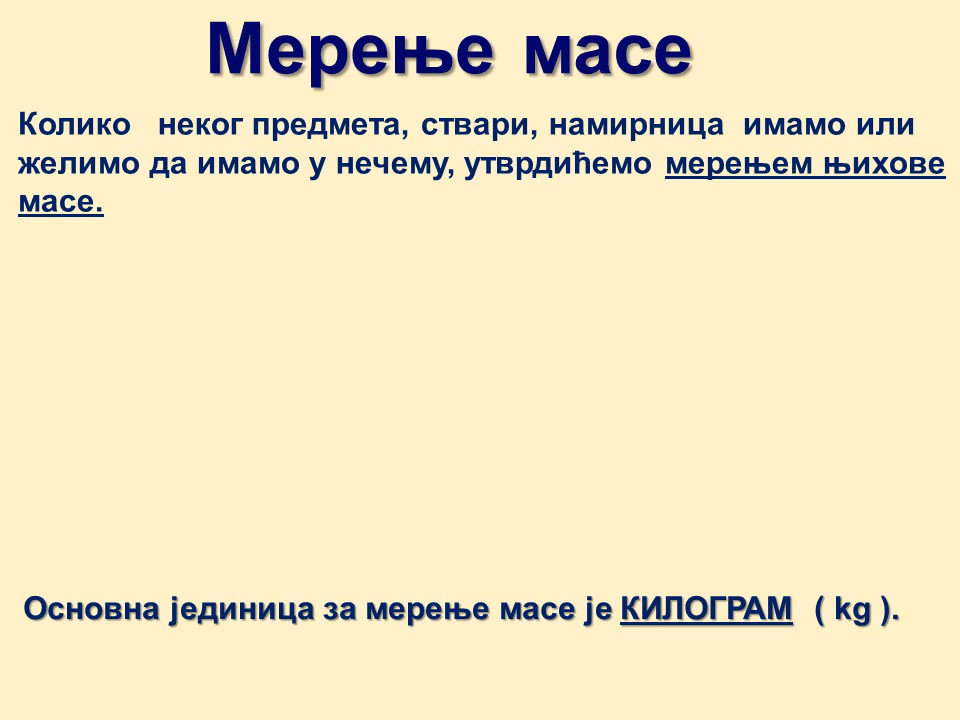 Мерење масе
Колико неког предмета, ствари, намирница имамо или
желимо да имамо у нечему, утврдићемо мерењем њихове
масе.
Основна јединица за мерење масе је КИЛОГРАМ ( kg ).